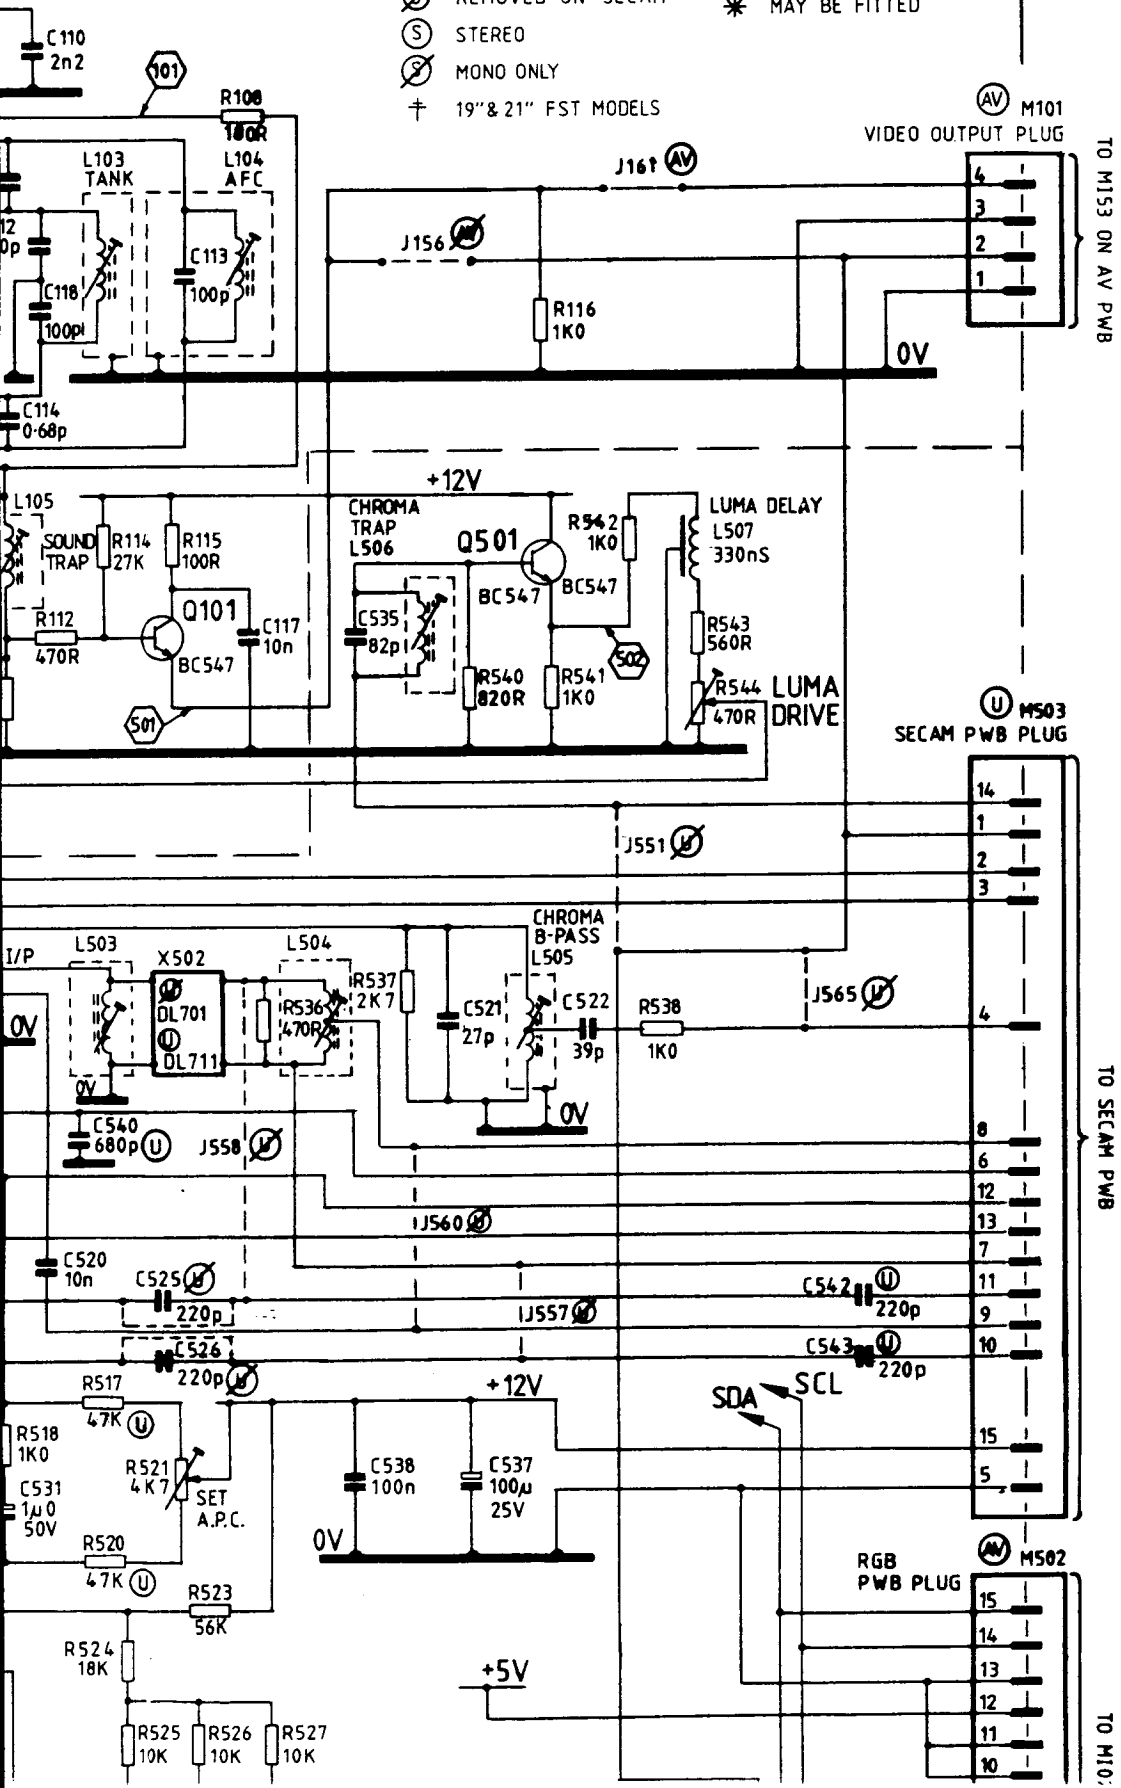 REMOVED ON SECAM
MAY BE FITTED
S STEREO
S MONO ONLY
19"& 21" FST MODELS
C110
2n2
101
R108
L103
TANK
L104
AFC
AV M101
VIDEO OUTPUT PLUG
TO M153 ON AV PWB
J161 AV
4
3
2
1
J156 AV
C113
100p
C118
100p
R116
1K0
0V
C114
0·68p
+12V
L105
SOUND
TRAP
R114
27K
R115
100R
CHROMA
TRAP
L506
Q501
BC547
BC547
R542
1K0
LUMA DELAY
L507
330nS
R112
470R
Q101
BC547
C117
10n
C535
82p
R540
820R
R541
1K0
502
R543
560R
R544
470R
LUMA
DRIVE
501
U M503
SECAM PWB PLUG
TO SECAM PWB
14
1
2
3
J551 U
CHROMA
B-PASS
L505
I/P
L503
X502
U
DL701
U
DL711
L504
R536
470R
R537
2K7
C521
27p
C522
39p
R538
1K0
J565 U
4
0V
0V
0V
C540
680p U
J558 U
8
6
12
13
7
11
9
10
J560 U
C520
10n
C525 U
220p
J557 U
C542 U
220p
C526
220p U
C543 U
220p
R517
47K U
+12V
SDA
SCL
R518
1K0
R521
4K7
SET
A.P.C.
C531
1µ0
50V
C538
100n
C537
100µ
25V
15
5
0V
R520
47K U
R523
56K
RGB
PWB PLUG
AV M502
15
14
13
12
11
10
R524
18K
+5V
R525
10K
R526
10K
R527
10K